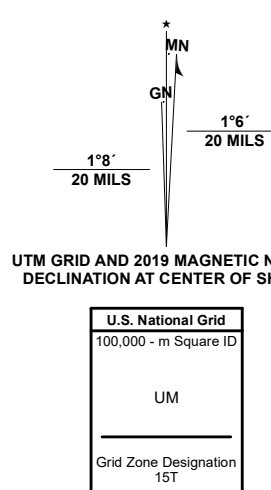 MN
GN
1°6´
20 MILS
1°8´
20 MILS
UTM GRID AND 2019 MAGNETIC
DECLINATION AT CENTER OF
U.S. National Grid
100,000 - m Square ID
UM
Grid Zone Designation
15T